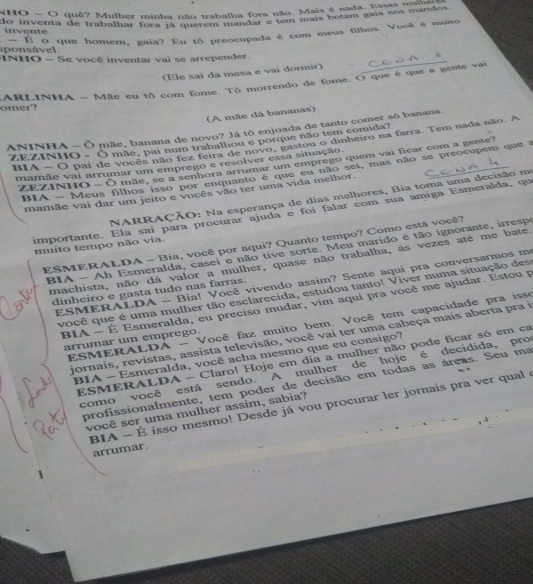 NHO – O quê? Mulher minha não trabalha fora não. Mais é nada. Essas mulheres
do inventa de trabalhar fora já querem mandar e tem mais botam gaia nos maridos.
invente.
– E o que homem, gaia? Eu tô preocupada é com meus filhos. Você é muito
sponsável.
INHO – Se você inventar vai se arrepender.
(Ele sai da mesa e vai dormir)
CENA 3
ARLINHA – Mãe eu tô com fome. Tô morrendo de fome. O que é que a gente vai
omer?
(A mãe dá bananas)
ANINHA – Ô mãe, banana de novo? Já tô enjoada de tanto comer só banana.
ZEZINHO – Ô mãe, pai num trabalhou e porque não tem comida?
BIA – O pai de vocês não fez feira de novo, gastou o dinheiro na farra. Tem nada não. A
mamãe vai arrumar um emprego e resolver essa situação.
ZEZINHO – Ô mãe, se a senhora arrumar um emprego quem vai ficar com a gente?
BIA – Meus filhos isso por enquanto é que eu não sei, mas não se preocupem que a
mamãe vai dar um jeito e vocês vão ter uma vida melhor.
CENA 4
NARRAÇÃO: Na esperança de dias melhores, Bia toma uma decisão
importante. Ela sai para procurar ajuda e foi falar com sua amiga Esmeralda, que
muito tempo não via.
ESMERALDA – Bia, você por aqui? Quanto tempo? Como está você?
BIA – Ah Esmeralda, casei e não tive sorte. Meu marido é tão ignorante, irrespo
machista, não dá valor a mulher, quase não trabalha, às vezes até me bate.
dinheiro e gasta tudo nas farras.
ESMERALDA – Bia! Você vivendo assim? Sente aqui pra conversarmos
você que é uma mulher tão esclarecida, estudou tanto! Viver numa situação dess
BIA – É Esmeralda, eu preciso mudar, vim aqui pra você me ajudar. Estou p
arrumar um emprego.
ESMERALDA – Você faz muito bem. Você tem capacidade pra isso
jornais, revistas, assista televisão, você vai ter uma cabeça mais aberta pra i
BIA – Esmeralda, você acha mesmo que eu consigo?
ESMERALDA – Claro! Hoje em dia a mulher não pode ficar só em ca
como você está sendo. A mulher de hoje é decidida, pro
profissionalmente, tem poder de decisão em todas as áreas. Seu ma
você ser uma mulher assim, sabia?
BIA – É isso mesmo! Desde já vou procurar ler jornais pra ver qual
arrumar.